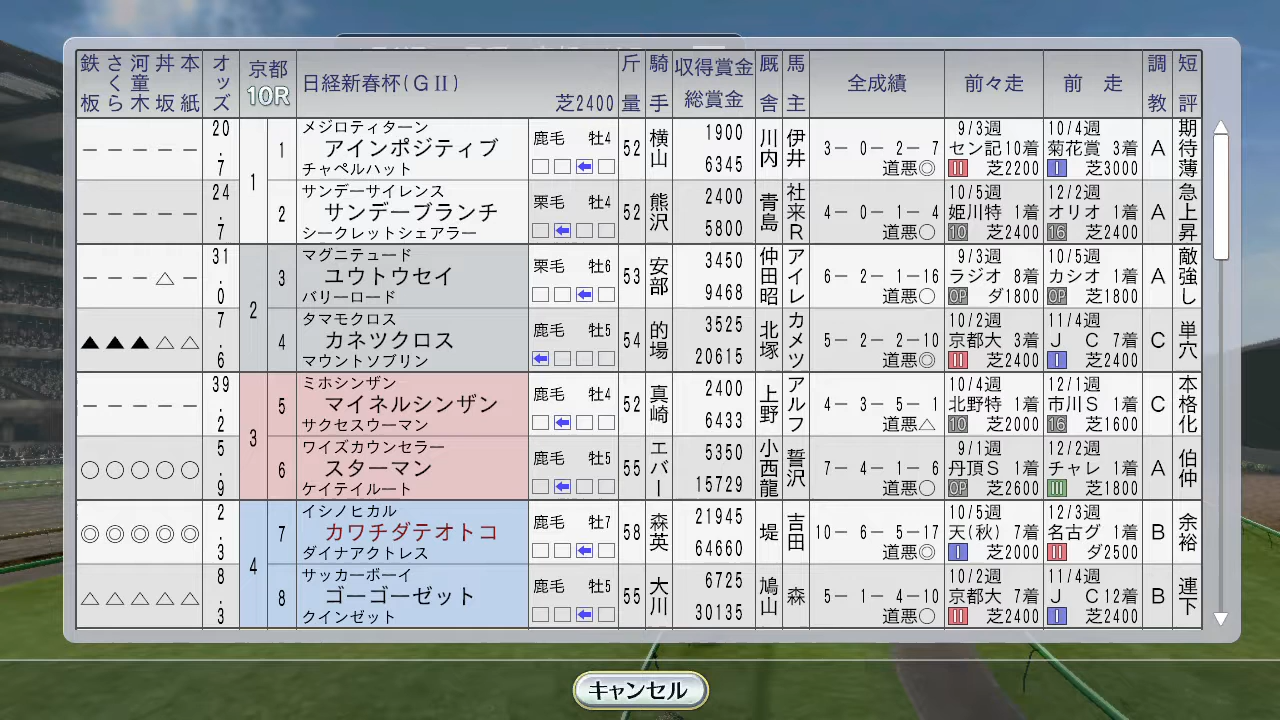 鉄板 さくら 河童木 丼坂 本紙 オッズ 京都 10R 日経新春杯(GⅡ) 芝2400 斤量 騎手 収得賞金 総賞金 厩舎 馬主 全成績 前々走 前 走 調教 短評
－ － － － － 20.7 1 1 メジロティターン
アインポジティブ
チャペルハット
鹿毛 牡4 52 横山 1900 6345 川内 伊井 3－ 0－ 2－ 7 道悪◎
9/3週 セン記10着 Ⅱ 芝2200
10/4週 菊花賞 3着 Ⅰ 芝3000
A 期待薄
－ － － － － 24.7 2 サンデーサイレンス
サンデーブランチ
シークレットシェアラー
栗毛 牡4 52 熊沢 2400 5800 青島 社来R 4－ 0－ 1－ 4 道悪○
10/5週 姫川特 1着 10 芝2400
12/2週 オリオ 1着 16 芝2400
A 急上昇
－ － － △ － 31.0 2 3 マグニテュード
ユウトウセイ
バリーロード
栗毛 牡6 53 安部 3450 9468 仲田昭 アイレ 6－ 2－ 1－16 道悪○
9/3週 ラジオ 8着 OP ダ1800
10/5週 カシオ 1着 OP 芝1800
A 敵強し
▲ ▲ ▲ △ △ 7.6 4 タマモクロス
カネツクロス
マウントソブリン
鹿毛 牡5 54 的場 3525 20615 北塚 カメツ 5－ 2－ 2－10 道悪◎
10/2週 京都大 3着 Ⅱ 芝2400
11/4週 J C 7着 Ⅰ 芝2400
C 単穴
－ － － － － 39.2 3 5 ミホシンザン
マイネルシンザン
サクセスウーマン
鹿毛 牡4 52 真崎 2400 6433 上野 アルフ 4－ 3－ 5－ 1 道悪△
10/4週 北野特 1着 10 芝2000
12/1週 市川S 1着 16 芝1600
C 本格化
○ ○ ○ ○ ○ 5.9 6 ワイズカウンセラー
スターマン
ケイテイルート
鹿毛 牡5 55 エバー 5350 15729 小西龍 誓沢 7－ 4－ 1－ 6 道悪○
9/1週 丹頂S 1着 OP 芝2600
12/2週 チャレ 1着 Ⅲ 芝1800
A 伯仲
◎ ◎ ◎ ◎ ◎ 2.3 4 7 イシノヒカル
カワチダテオトコ
ダイナアクトレス
鹿毛 牡7 58 森英 21945 64660 堤 吉田 10－ 6－ 5－17 道悪◎
10/5週 天(秋) 7着 Ⅰ 芝2000
12/3週 名古グ 1着 Ⅱ ダ2500
B 余裕
△ △ △ △ △ 8.3 8 サッカーボーイ
ゴーゴーゼット
クインゼット
鹿毛 牡5 55 大川 6725 30135 鳩山 森 5－ 1－ 4－10 道悪○
10/2週 京都大 7着 Ⅱ 芝2400
11/4週 J C12着 Ⅰ 芝2400
B 連下
キャンセル